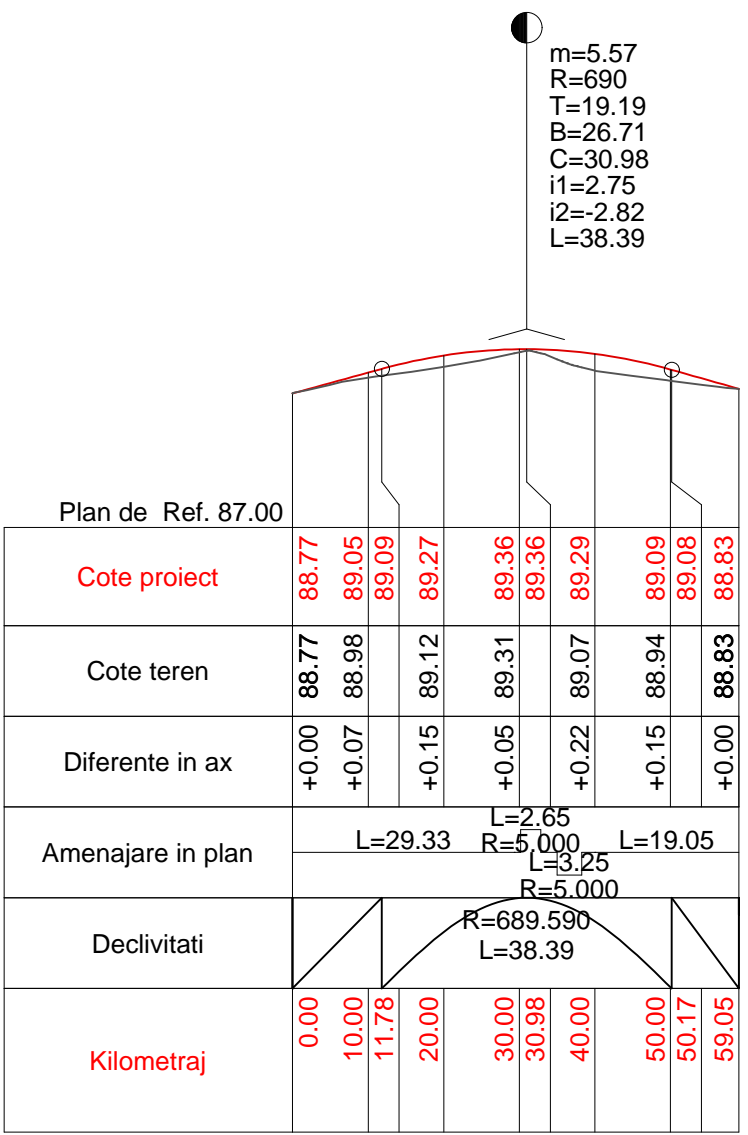 m=5.57
R=690
T=19.19
B=26.71
C=30.98
i1=2.75
i2=-2.82
L=38.39
Plan de Ref. 87.00
Cote proiect
88.77
89.05
89.09
89.27
89.36
89.36
89.29
89.09
89.08
88.83
Cote teren
88.77
88.98
89.12
89.31
89.07
88.94
88.83
Diferente in ax
+0.00
+0.07
+0.15
+0.05
+0.22
+0.15
+0.00
Amenajare in plan
L=29.33
L=2.65
R=5.000
L=3.25
R=5.000
L=19.05
Declivitati
R=689.590
L=38.39
Kilometraj
0.00
10.00
11.78
20.00
30.00
30.98
40.00
50.00
50.17
59.05